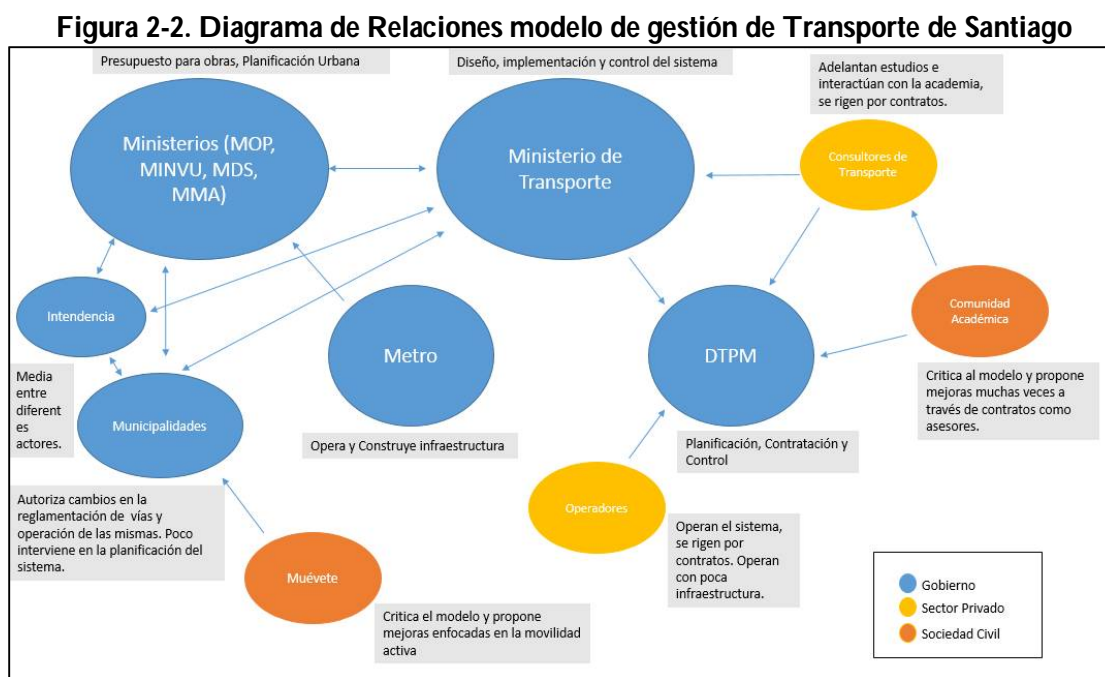 Figura 2-2. Diagrama de Relaciones modelo de gestión de Transporte de Santiago
Presupuesto para obras, Planificación Urbana
Diseño, implementación y control del sistema
Adelantan estudios e
interactúan con la academia,
se rigen por contratos.
Ministerios (MOP,
MINVU, MDS,
MMA)
Ministerio de
Transporte
Consultores de
Transporte
Intendencia
Metro
DTPM
Comunidad
Académica
Media
entre
diferent
es
actores.
Municipalidades
Opera y Construye infraestructura
Planificación, Contratación y
Control
Critica al modelo y propone
mejoras muchas veces a
través de contratos como
asesores.
Autoriza cambios en la
reglamentación de vías y
operación de las mismas. Poco
interviene en la planificación del
sistema.
Muévete
Critica el modelo y propone
mejoras enfocadas en la movilidad
activa
Operadores
Operan el sistema,
se rigen por
contratos. Operan
con poca
infraestructura.
Gobierno
Sector Privado
Sociedad Civil